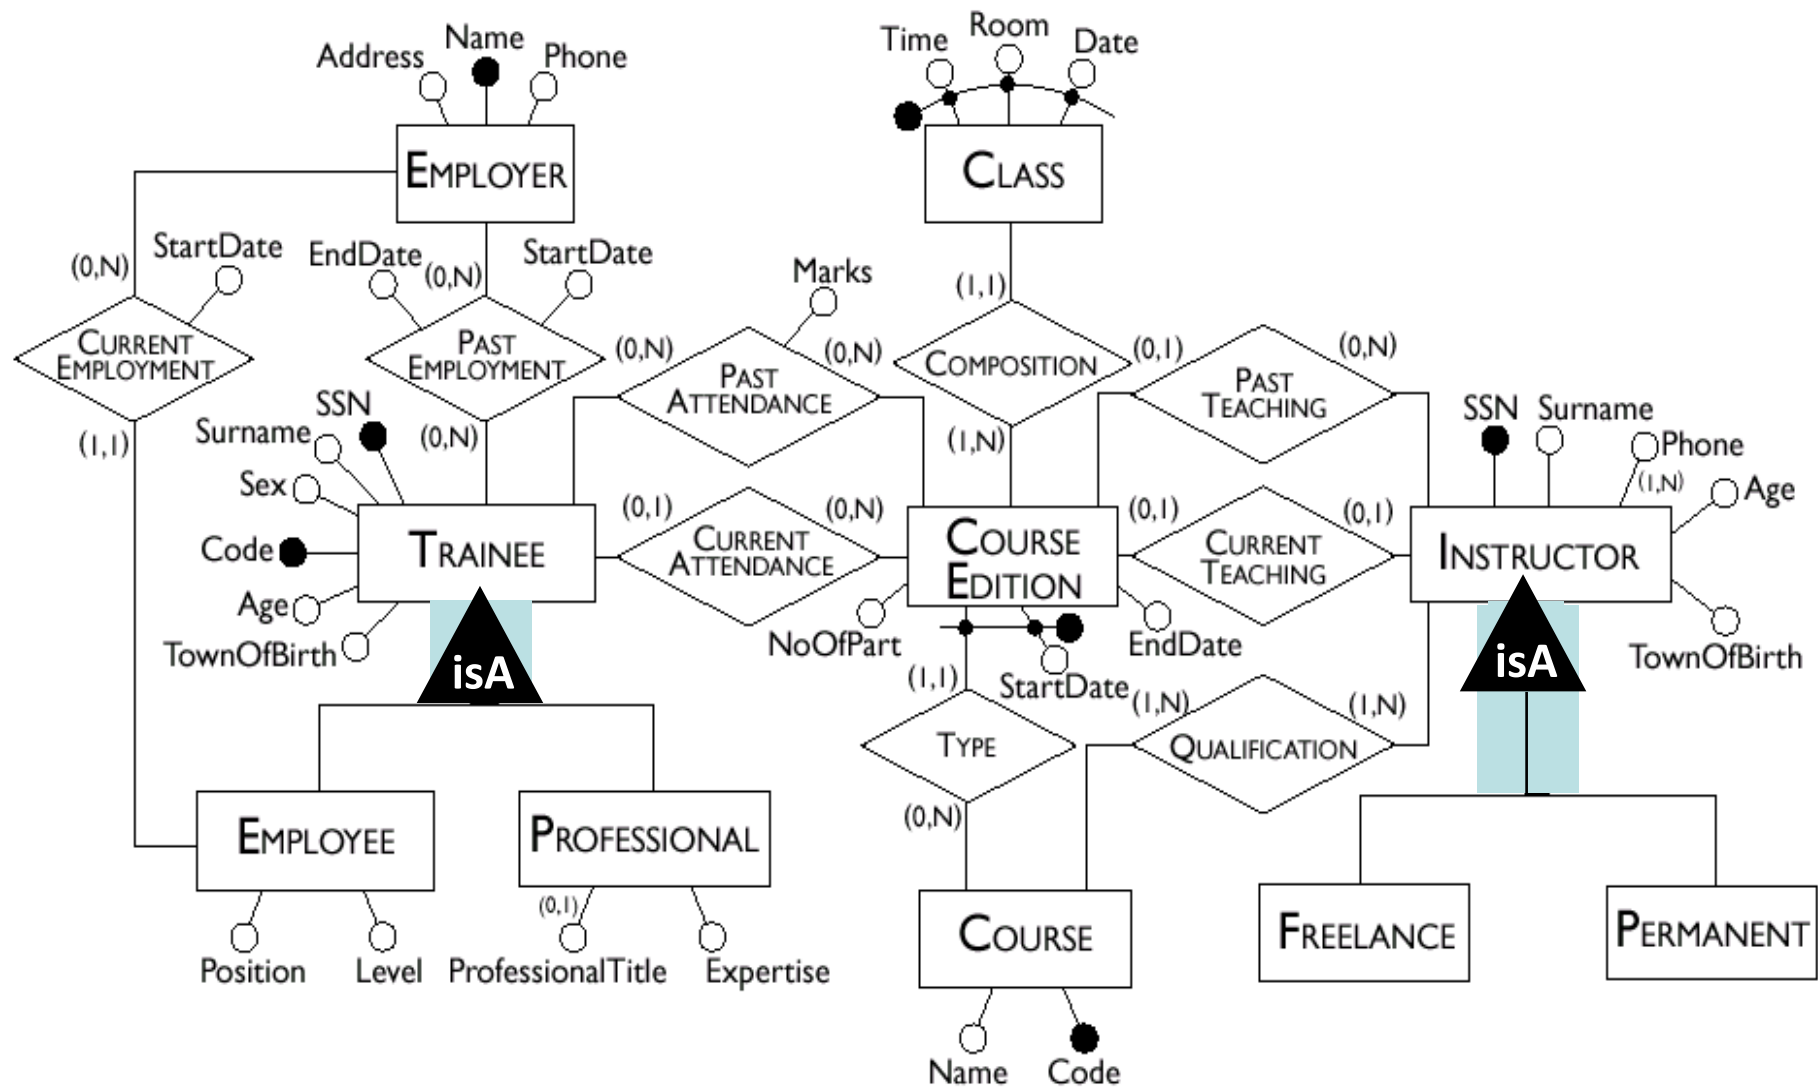 Address
Name
Phone
EMPLOYER
Time
Room
Date
CLASS
(0,N)
StartDate
EndDate
(0,N)
StartDate
CURRENT
EMPLOYMENT
PAST
EMPLOYMENT
(1,1)
(0,N)
Marks
(0,N)
(0,N)
PAST
ATTENDANCE
(1,1)
COMPOSITION
(1,N)
(0,1)
(0,N)
PAST
TEACHING
SSN
Surname
Sex
Code
Age
TownOfBirth
TRAINEE
(0,1)
(0,N)
CURRENT
ATTENDANCE
COURSE
EDITION
NoOfPart
StartDate
EndDate
(0,1)
(0,1)
CURRENT
TEACHING
SSN
Surname
Phone
(1,N)
Age
INSTRUCTOR
TownOfBirth
isA
isA
(1,1)
TYPE
(0,N)
(1,N)
(1,N)
QUALIFICATION
EMPLOYEE
Position
Level
PROFESSIONAL
(0,1)
ProfessionalTitle
Expertise
COURSE
Name
Code
FREELANCE
PERMANENT